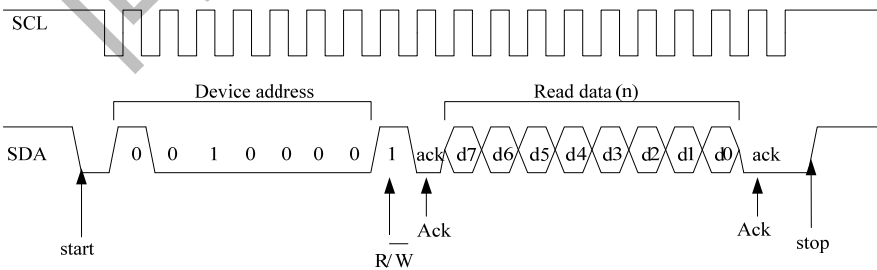 SCL
Device address
Read data (n)
SDA
0 0 1 0 0 0 0 1 ack d7 d6 d5 d4 d3 d2 d1 d0 ack
start
R/W̅
Ack
Ack
stop